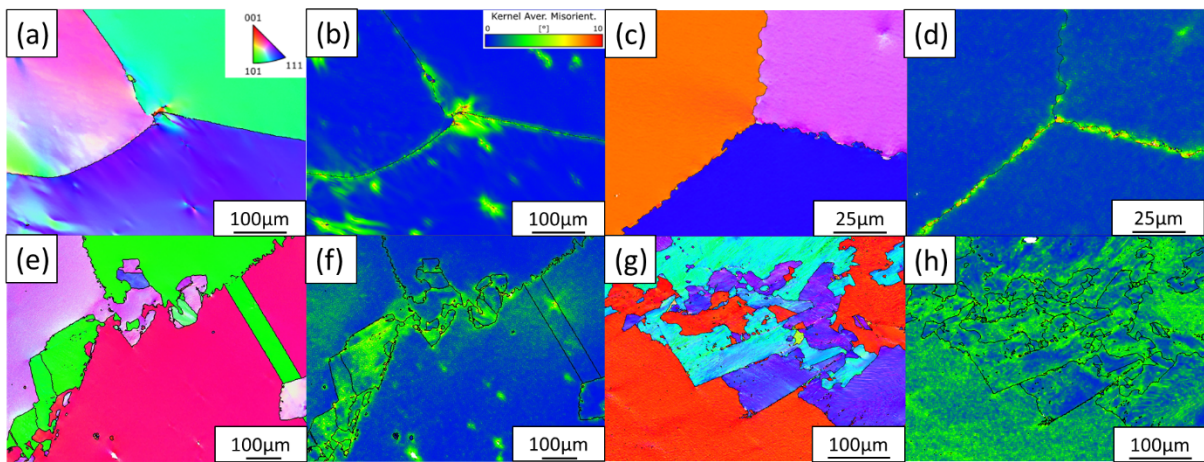 (a)
001
101
111
100μm
(b)
Kernel Aver. Misorient.
0 [°] 10
100μm
(c)
25μm
(d)
25μm
(e)
100μm
(f)
100μm
(g)
100μm
(h)
100μm